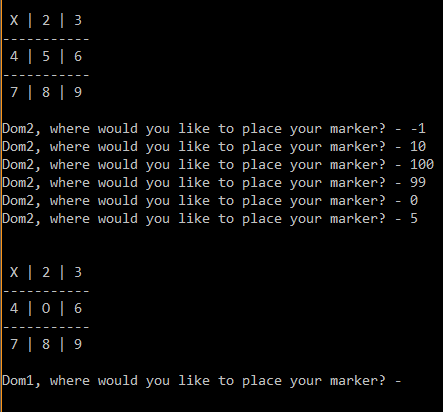 X | 2 | 3
-----------
4 | 5 | 6
-----------
7 | 8 | 9
Dom2, where would you like to place your marker? - -1
Dom2, where would you like to place your marker? - 10
Dom2, where would you like to place your marker? - 100
Dom2, where would you like to place your marker? - 99
Dom2, where would you like to place your marker? - 0
Dom2, where would you like to place your marker? - 5
X | 2 | 3
-----------
4 | O | 6
-----------
7 | 8 | 9
Dom1, where would you like to place your marker? -